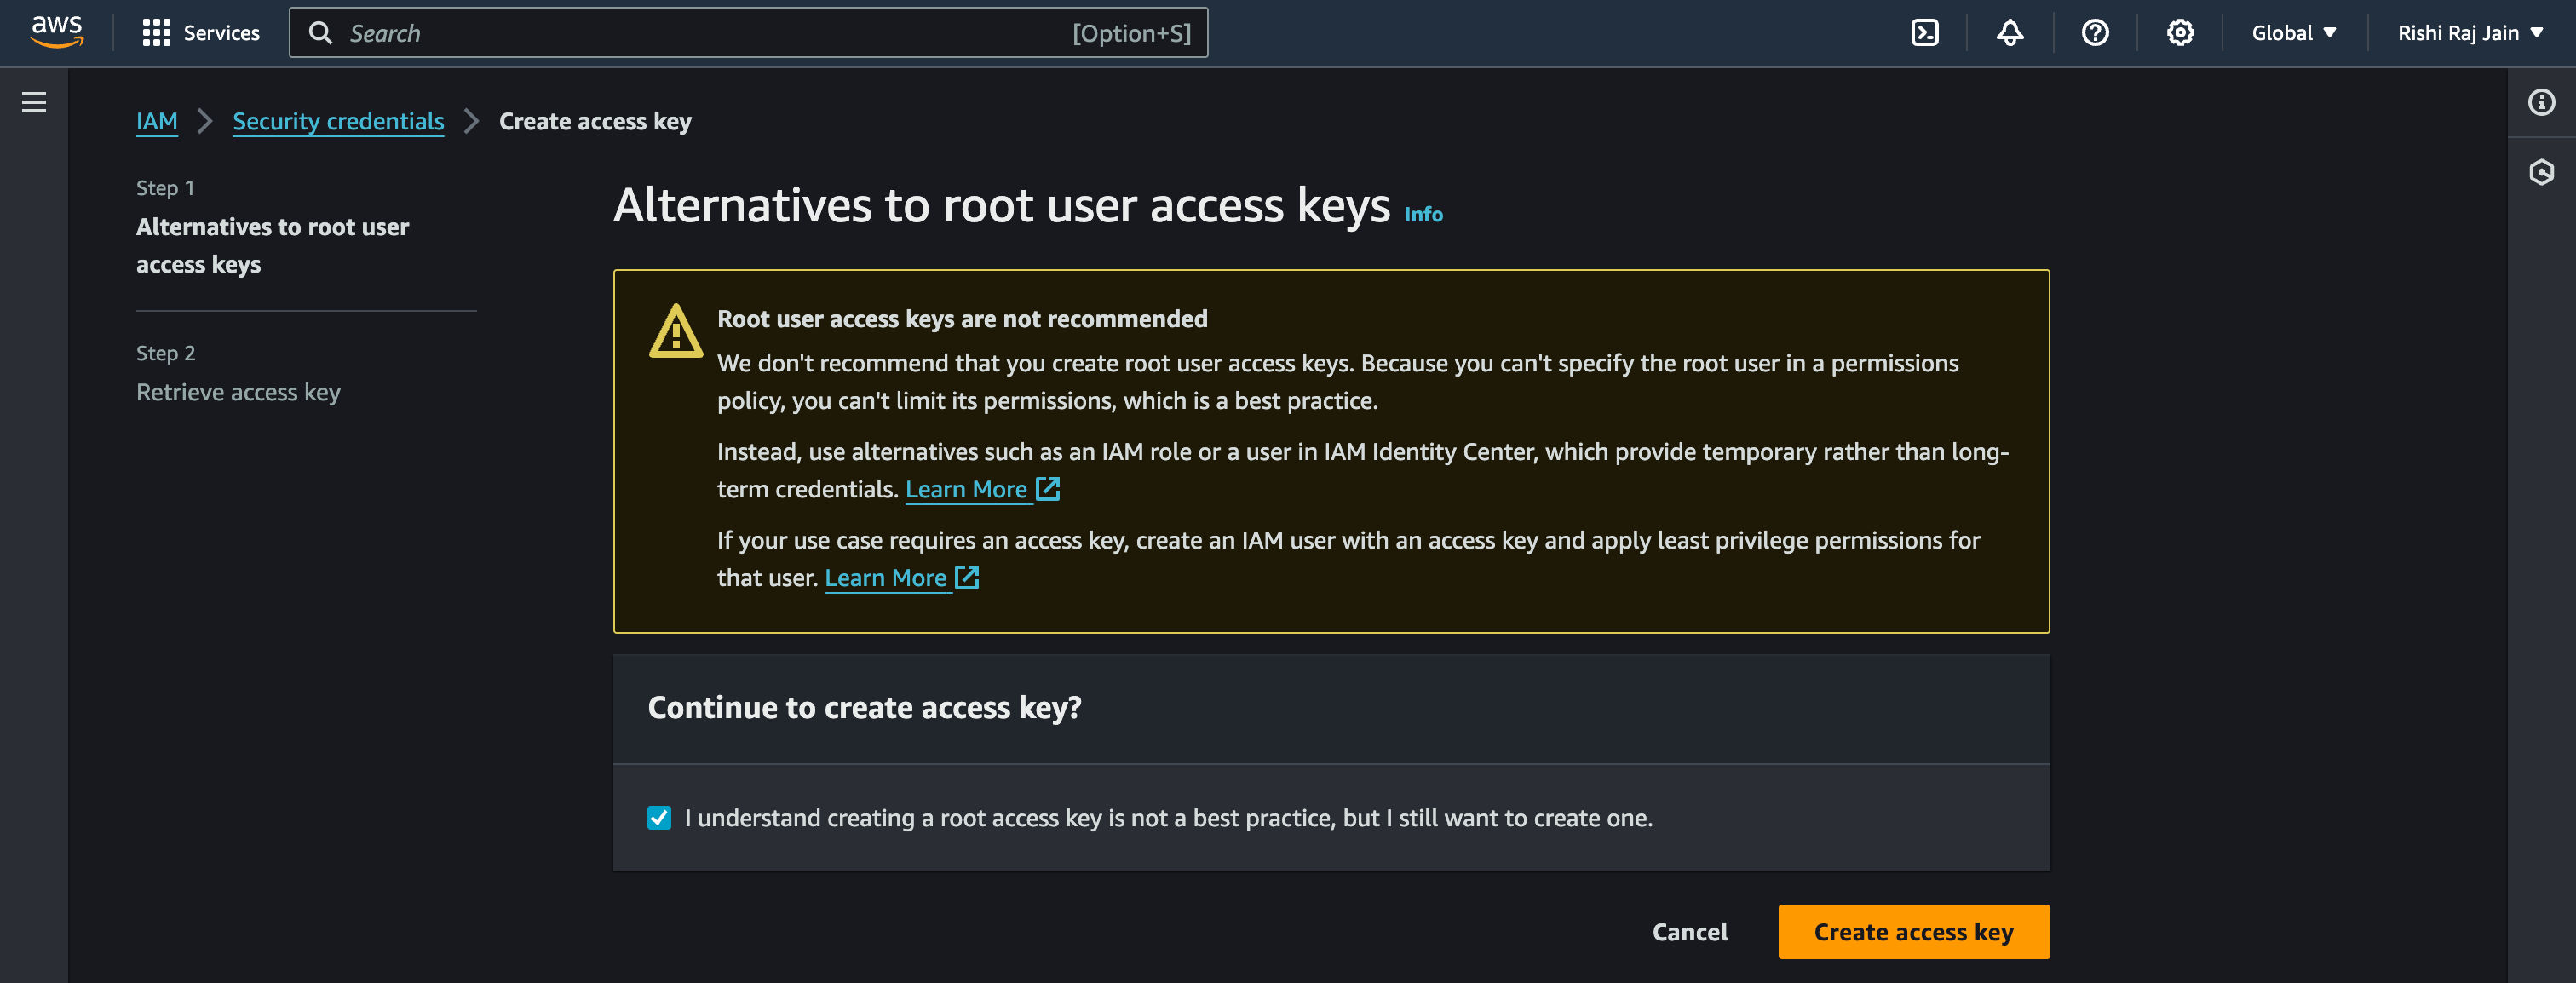 aws
Services
Search
[Option+S]
Global
Rishi Raj Jain
IAM
Security credentials
Create access key
Step 1
Alternatives to root user
access keys
Step 2
Retrieve access key
Alternatives to root user access keys Info
Root user access keys are not recommended
We don't recommend that you create root user access keys. Because you can't specify the root user in a permissions
policy, you can't limit its permissions, which is a best practice.
Instead, use alternatives such as an IAM role or a user in IAM Identity Center, which provide temporary rather than long-
term credentials. Learn More
If your use case requires an access key, create an IAM user with an access key and apply least privilege permissions for
that user. Learn More
Continue to create access key?
I understand creating a root access key is not a best practice, but I still want to create one.
Cancel
Create access key